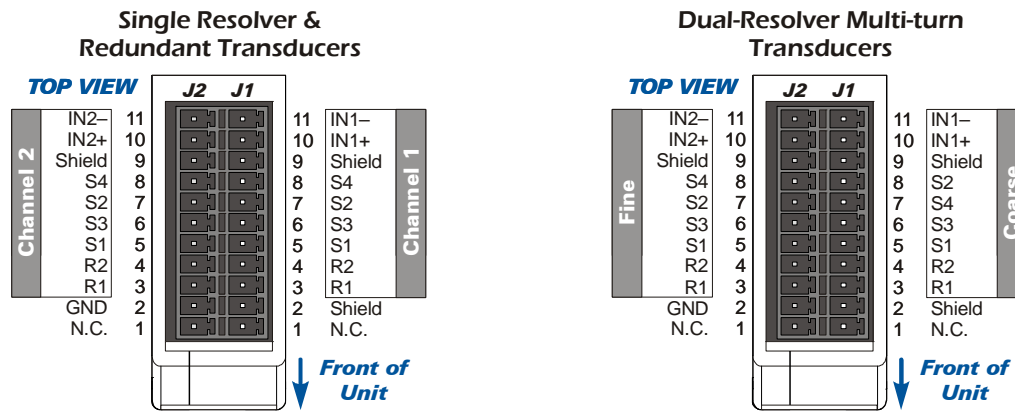 Single Resolver &
Redundant Transducers
TOP VIEW
J2 J1
Channel 2
IN2– 11
IN2+ 10
Shield 9
S4 8
S2 7
S3 6
S1 5
R2 4
R1 3
GND 2
N.C. 1
11 IN1–
10 IN1+
9 Shield
8 S4
7 S2
6 S3
5 S1
4 R2
3 R1
2 Shield
1 N.C.
Channel 1
Front of
Unit
Dual-Resolver Multi-turn
Transducers
TOP VIEW
J2 J1
Fine
IN2– 11
IN2+ 10
Shield 9
S4 8
S2 7
S3 6
S1 5
R2 4
R1 3
GND 2
N.C. 1
11 IN1–
10 IN1+
9 Shield
8 S2
7 S4
6 S3
5 S1
4 R2
3 R1
2 Shield
1 N.C.
Coarse
Front of
Unit